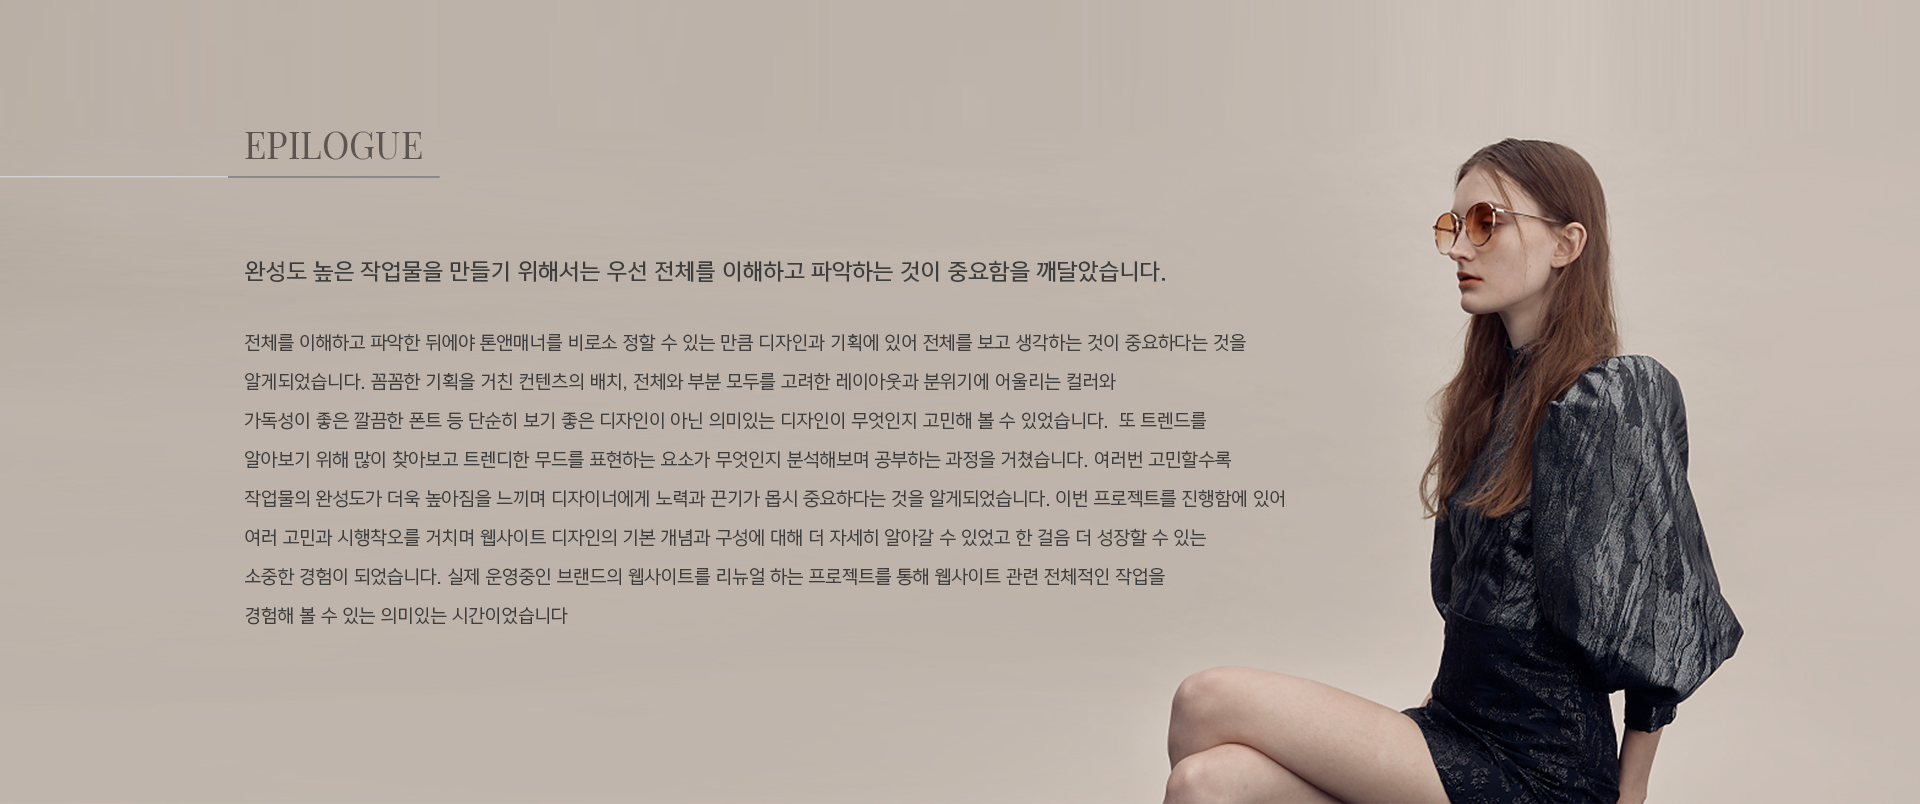 EPILOGUE
완성도 높은 작업물을 만들기 위해서는 우선 전체를 이해하고 파악하는 것이 중요함을 깨달았습니다.
전체를 이해하고 파악한 뒤에야 톤앤매너를 비로소 정할 수 있는 만큼 디자인과 기획에 있어 전체를 보고 생각하는 것이 중요하다는 것을
알게되었습니다. 꼼꼼한 기획을 거친 컨텐츠의 배치, 전체와 부분 모두를 고려한 레이아웃과 분위기에 어울리는 컬러와
가독성이 좋은 깔끔한 폰트 등 단순히 보기 좋은 디자인이 아닌 의미있는 디자인이 무엇인지 고민해 볼 수 있었습니다.  또 트렌드를
알아보기 위해 많이 찾아보고 트렌디한 무드를 표현하는 요소가 무엇인지 분석해보며 공부하는 과정을 거쳤습니다. 여러번 고민할수록
작업물의 완성도가 더욱 높아짐을 느끼며 디자이너에게 노력과 끈기가 몹시 중요하다는 것을 알게되었습니다. 이번 프로젝트를 진행함에 있어
여러 고민과 시행착오를 거치며 웹사이트 디자인의 기본 개념과 구성에 대해 더 자세히 알아갈 수 있었고 한 걸음 더 성장할 수 있는
소중한 경험이 되었습니다. 실제 운영중인 브랜드의 웹사이트를 리뉴얼 하는 프로젝트를 통해 웹사이트 관련 전체적인 작업을
경험해 볼 수 있는 의미있는 시간이었습니다